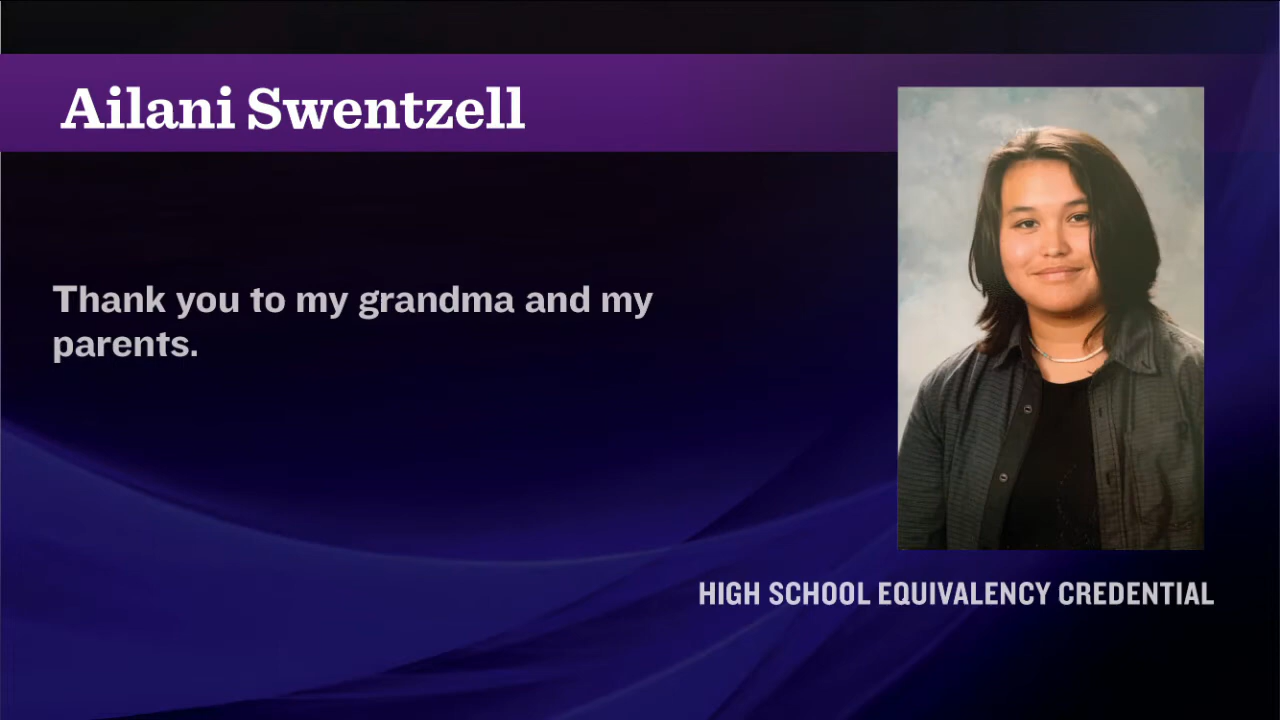 Ailani Swentzell
Thank you to my grandma and my
parents.
HIGH SCHOOL EQUIVALENCY CREDENTIAL